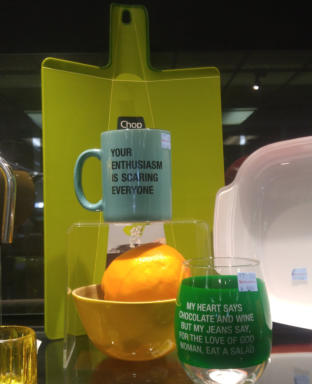 Chop
YOUR
ENTHUSIASM
IS SCARING
EVERYONE
MY HEART SAYS
CHOCOLATE AND WINE
BUT MY JEANS SAY,
FOR THE LOVE OF GOD
WOMAN, EAT A SALAD